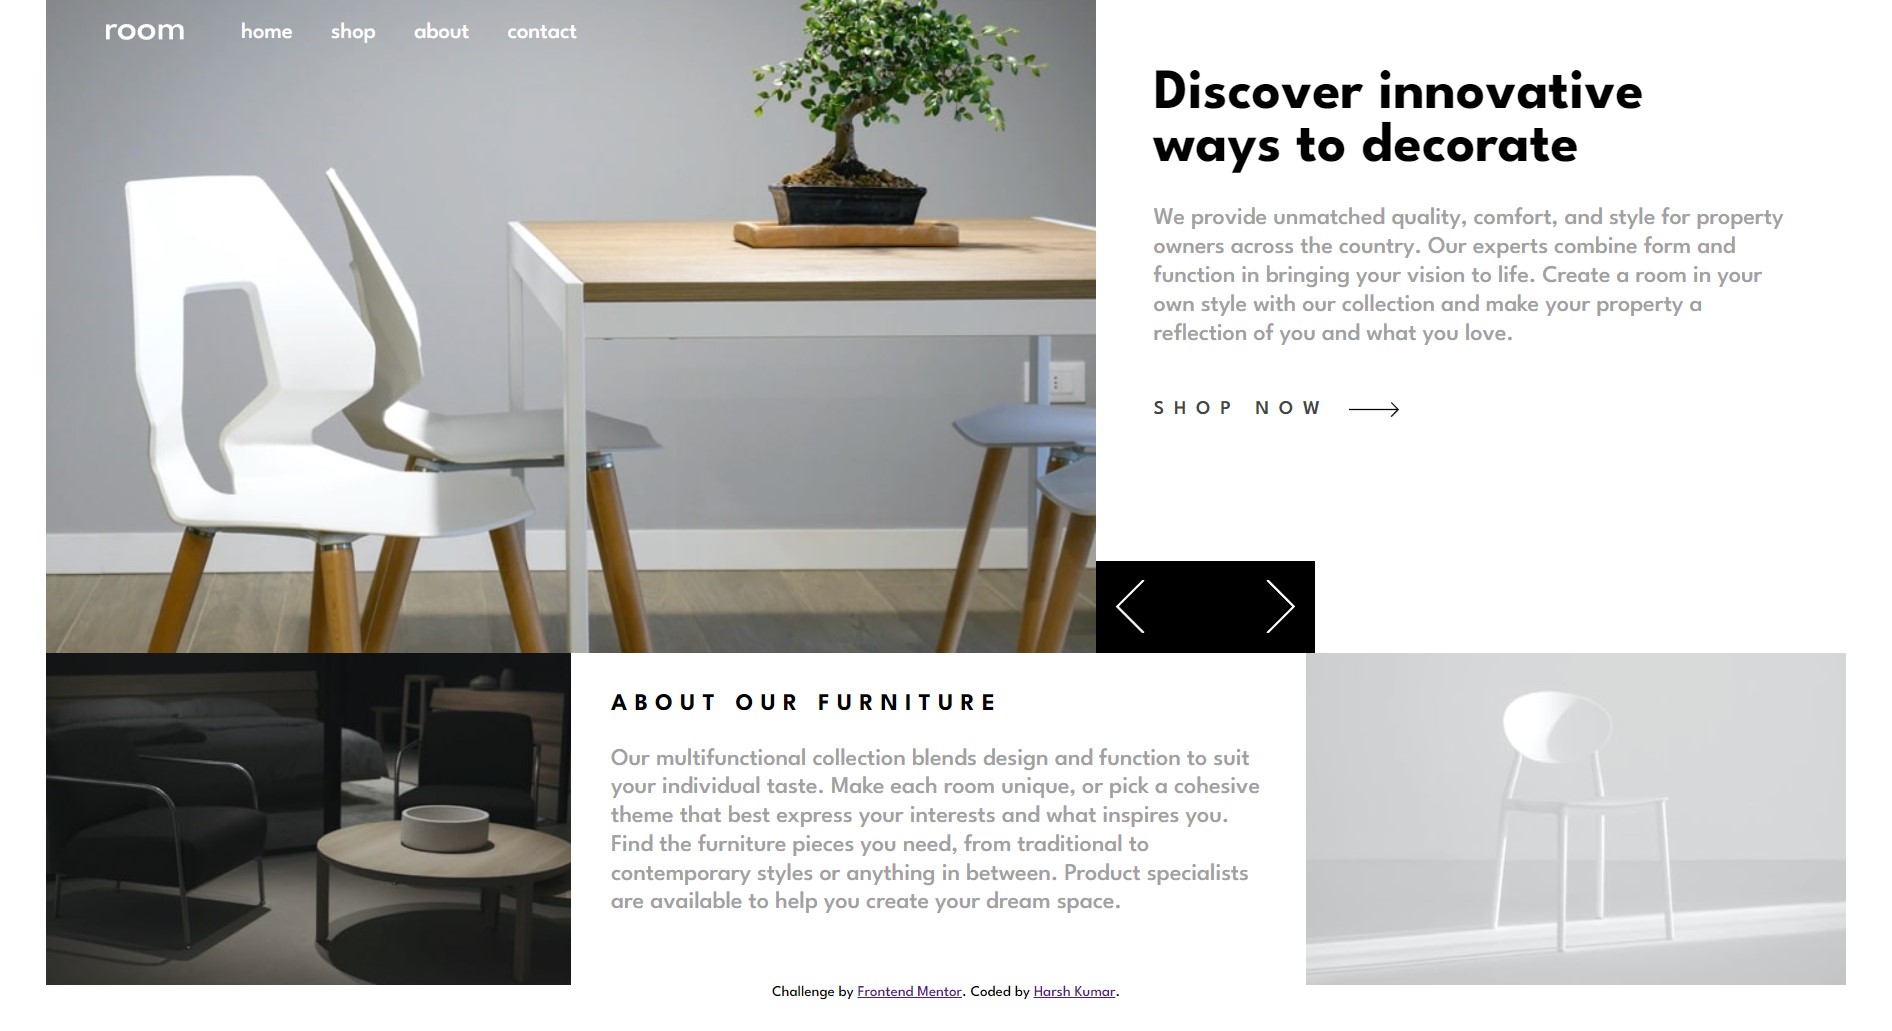 room
home shop about contact
Discover innovative
ways to decorate
We provide unmatched quality, comfort, and style for property
owners across the country. Our experts combine form and
function in bringing your vision to life. Create a room in your
own style with our collection and make your property a
reflection of you and what you love.
SHOP NOW
ABOUT OUR FURNITURE
Our multifunctional collection blends design and function to suit
your individual taste. Make each room unique, or pick a cohesive
theme that best express your interests and what inspires you.
Find the furniture pieces you need, from traditional to
contemporary styles or anything in between. Product specialists
are available to help you create your dream space.
Challenge by Frontend Mentor. Coded by Harsh Kumar.